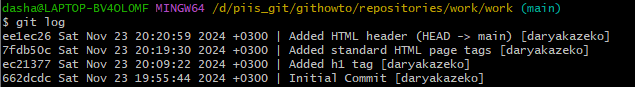 dasha@LAPTOP-BV4OLOMF MINGW64 /d/piis_git/githowto/repositories/work/work (main)
$ git log
ee1ec26 Sat Nov 23 20:20:59 2024 +0300 | Added HTML header (HEAD -> main) [daryakazeko]
7fdb50c Sat Nov 23 20:19:30 2024 +0300 | Added standard HTML page tags [daryakazeko]
ec21377 Sat Nov 23 20:09:22 2024 +0300 | Added h1 tag [daryakazeko]
662dcdc Sat Nov 23 19:55:44 2024 +0300 | Initial Commit [daryakazeko]